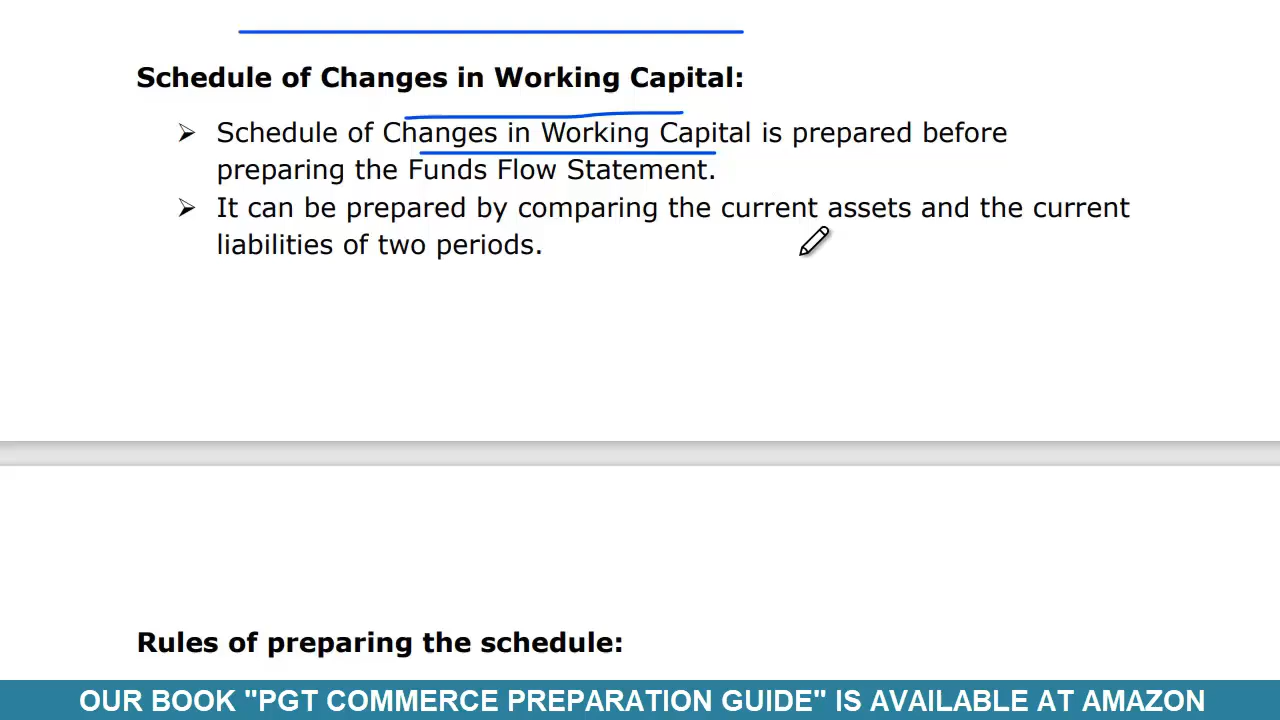 Schedule of Changes in Working Capital:
➢ Schedule of Changes in Working Capital is prepared before
preparing the Funds Flow Statement.
➢ It can be prepared by comparing the current assets and the current
liabilities of two periods.
Rules of preparing the schedule:
OUR BOOK "PGT COMMERCE PREPARATION GUIDE" IS AVAILABLE AT AMAZON